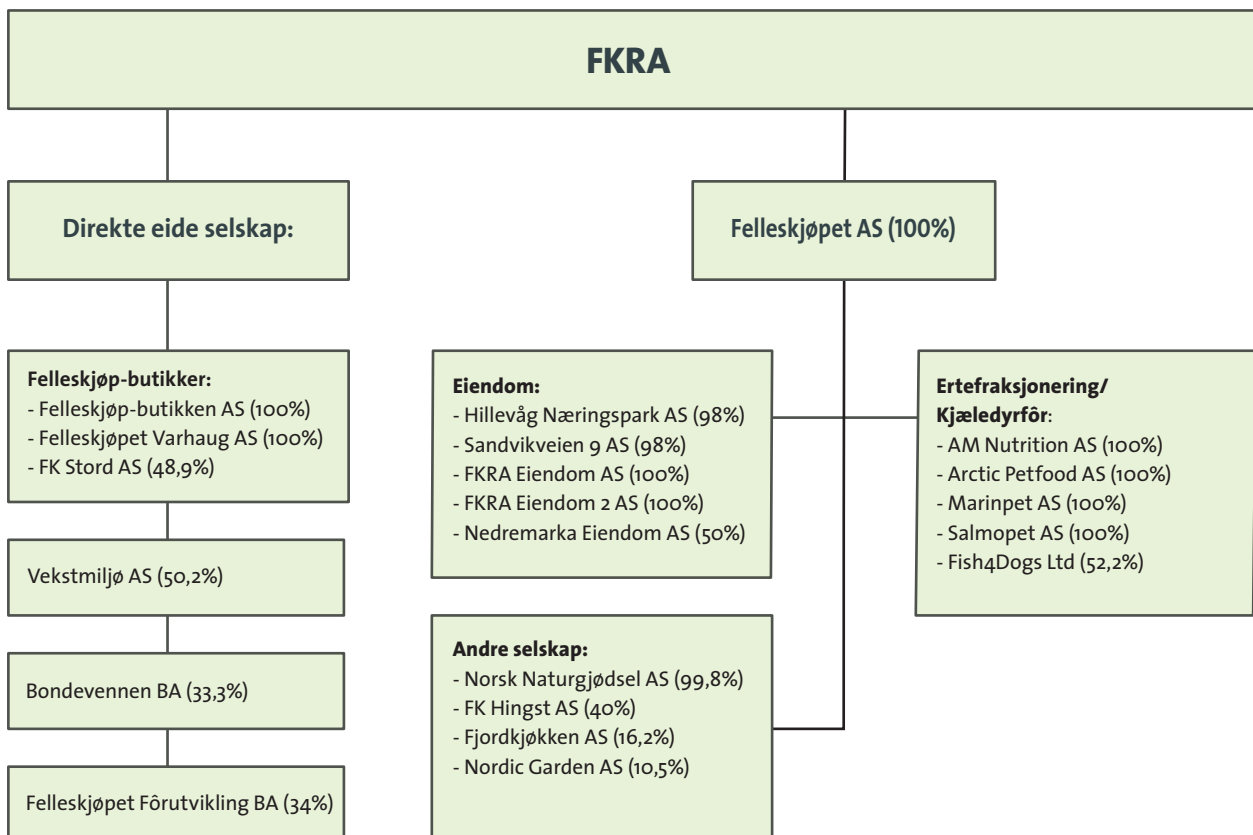 FKRA
Direkte eide selskap:
Felleskjøpet AS (100%)
Felleskjøp-butikker:
- Felleskjøp-butikken AS (100%)
- Felleskjøpet Varhaug AS (100%)
- FK Stord AS (48,9%)
Vekstmiljø AS (50,2%)
Bondevennen BA (33,3%)
Felleskjøpet Fôrutvikling BA (34%)
Eiendom:
- Hillevåg Næringspark AS (98%)
- Sandvikveien 9 AS (98%)
- FKRA Eiendom AS (100%)
- FKRA Eiendom 2 AS (100%)
- Nedremarka Eiendom AS (50%)
Andre selskap:
- Norsk Naturgjødsel AS (99,8%)
- FK Hingst AS (40%)
- Fjordkjøkken AS (16,2%)
- Nordic Garden AS (10,5%)
Ertefraksjonering/
Kjæledyrfôr:
- AM Nutrition AS (100%)
- Arctic Petfood AS (100%)
- Marinpet AS (100%)
- Salmopet AS (100%)
- Fish4Dogs Ltd (52,2%)